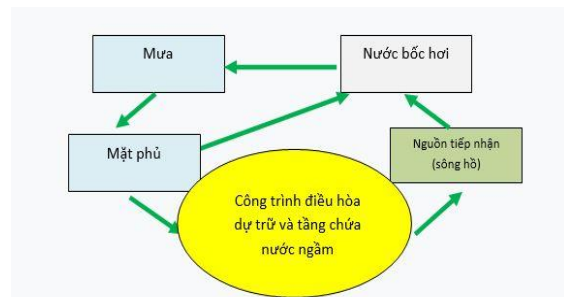 Mưa
Nước bốc hơi
Mặt phủ
Nguồn tiếp nhận
(sông hồ)
Công trình điều hòa
dự trữ và tầng chứa
nước ngầm